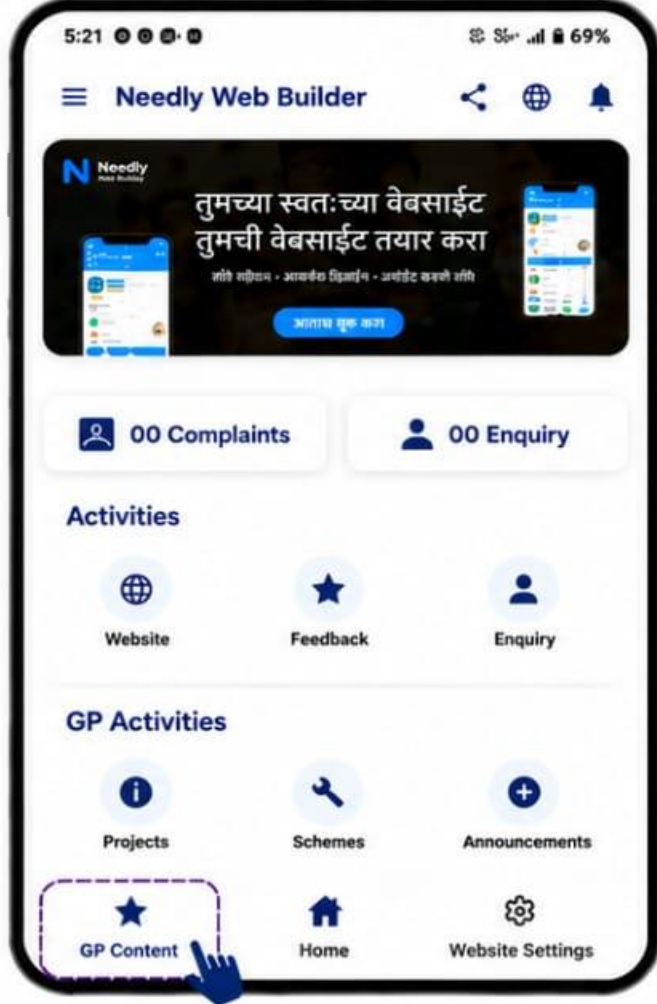 5:21 69%
Needly Web Builder
Needly
तुमच्या स्वतःच्या वेबसाईट
तुमची वेबसाईट तयार करा
00 Complaints 00 Enquiry
Activities
Website Feedback Enquiry
GP Activities
Projects Schemes Announcements
GP Content Home Website Settings